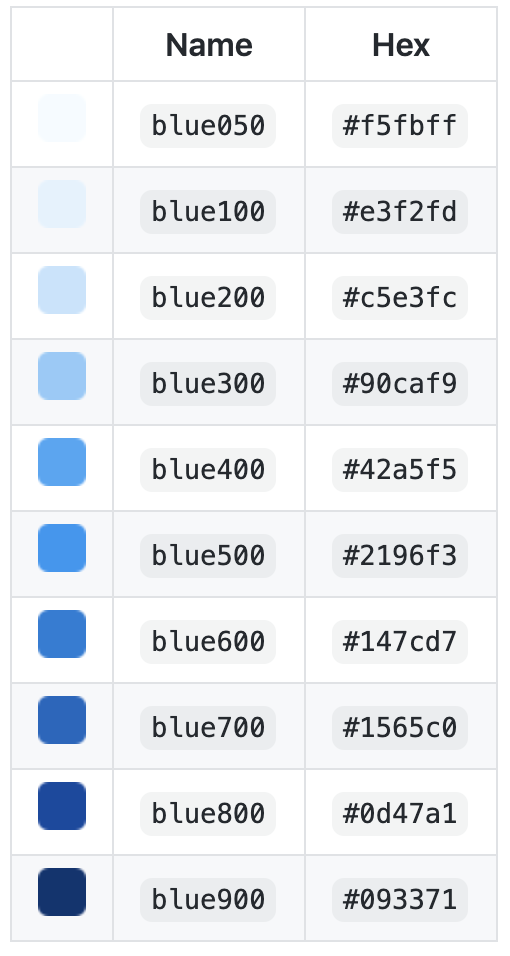 Name Hex
blue050 #f5fbff
blue100 #e3f2fd
blue200 #c5e3fc
blue300 #90caf9
blue400 #42a5f5
blue500 #2196f3
blue600 #147cd7
blue700 #1565c0
blue800 #0d47a1
blue900 #093371